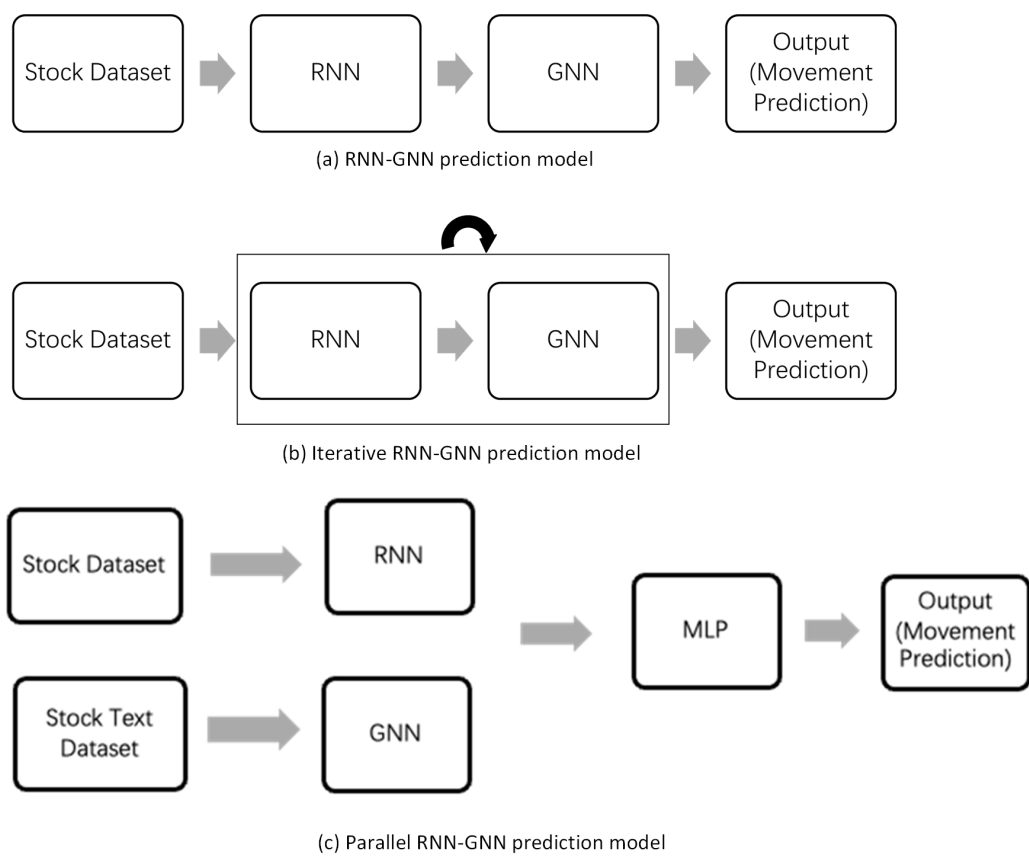 Stock Dataset
RNN
GNN
Output
(Movement
Prediction)
(a) RNN-GNN prediction model
Stock Dataset
RNN
GNN
Output
(Movement
Prediction)
(b) Iterative RNN-GNN prediction model
Stock Dataset
RNN
Stock Text
Dataset
GNN
MLP
Output
(Movement
Prediction)
(c) Parallel RNN-GNN prediction model